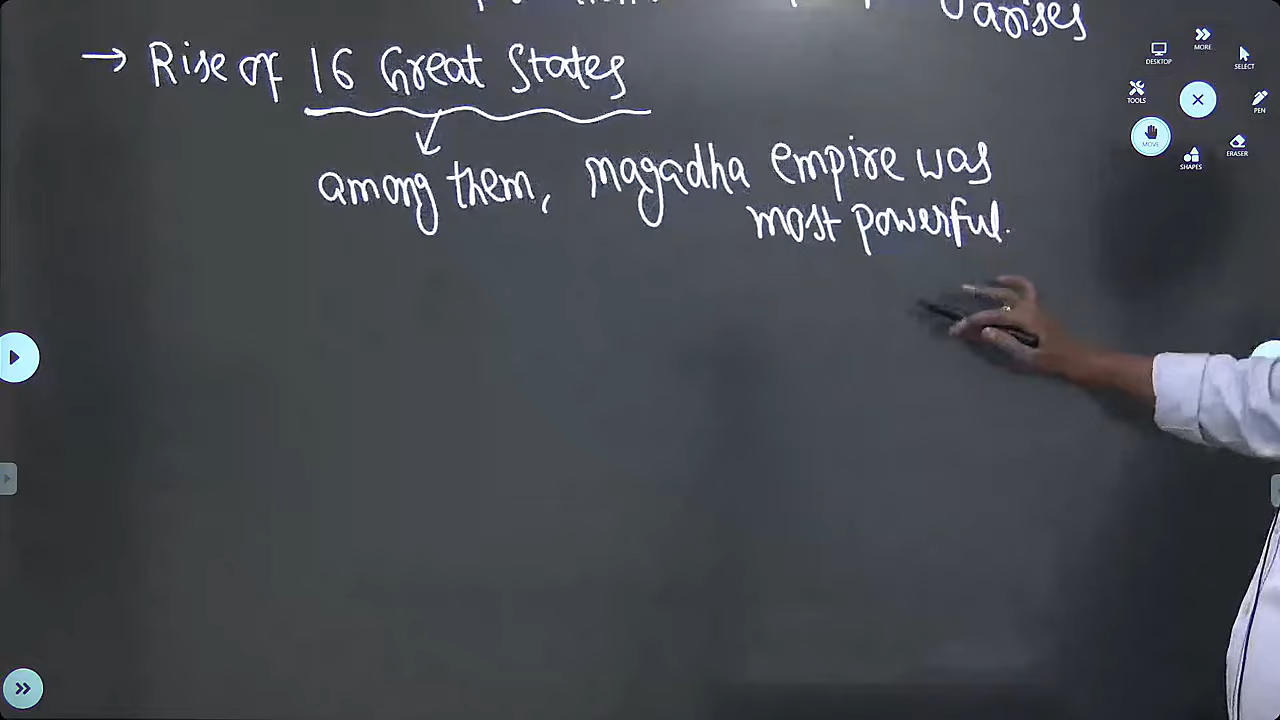 arises
→ Rise of 16 Great States
among them, magadha empire was
most powerful.
DESKTOP
MORE
SELECT
TOOLS
PEN
MOVE
ERASER
SHAPES